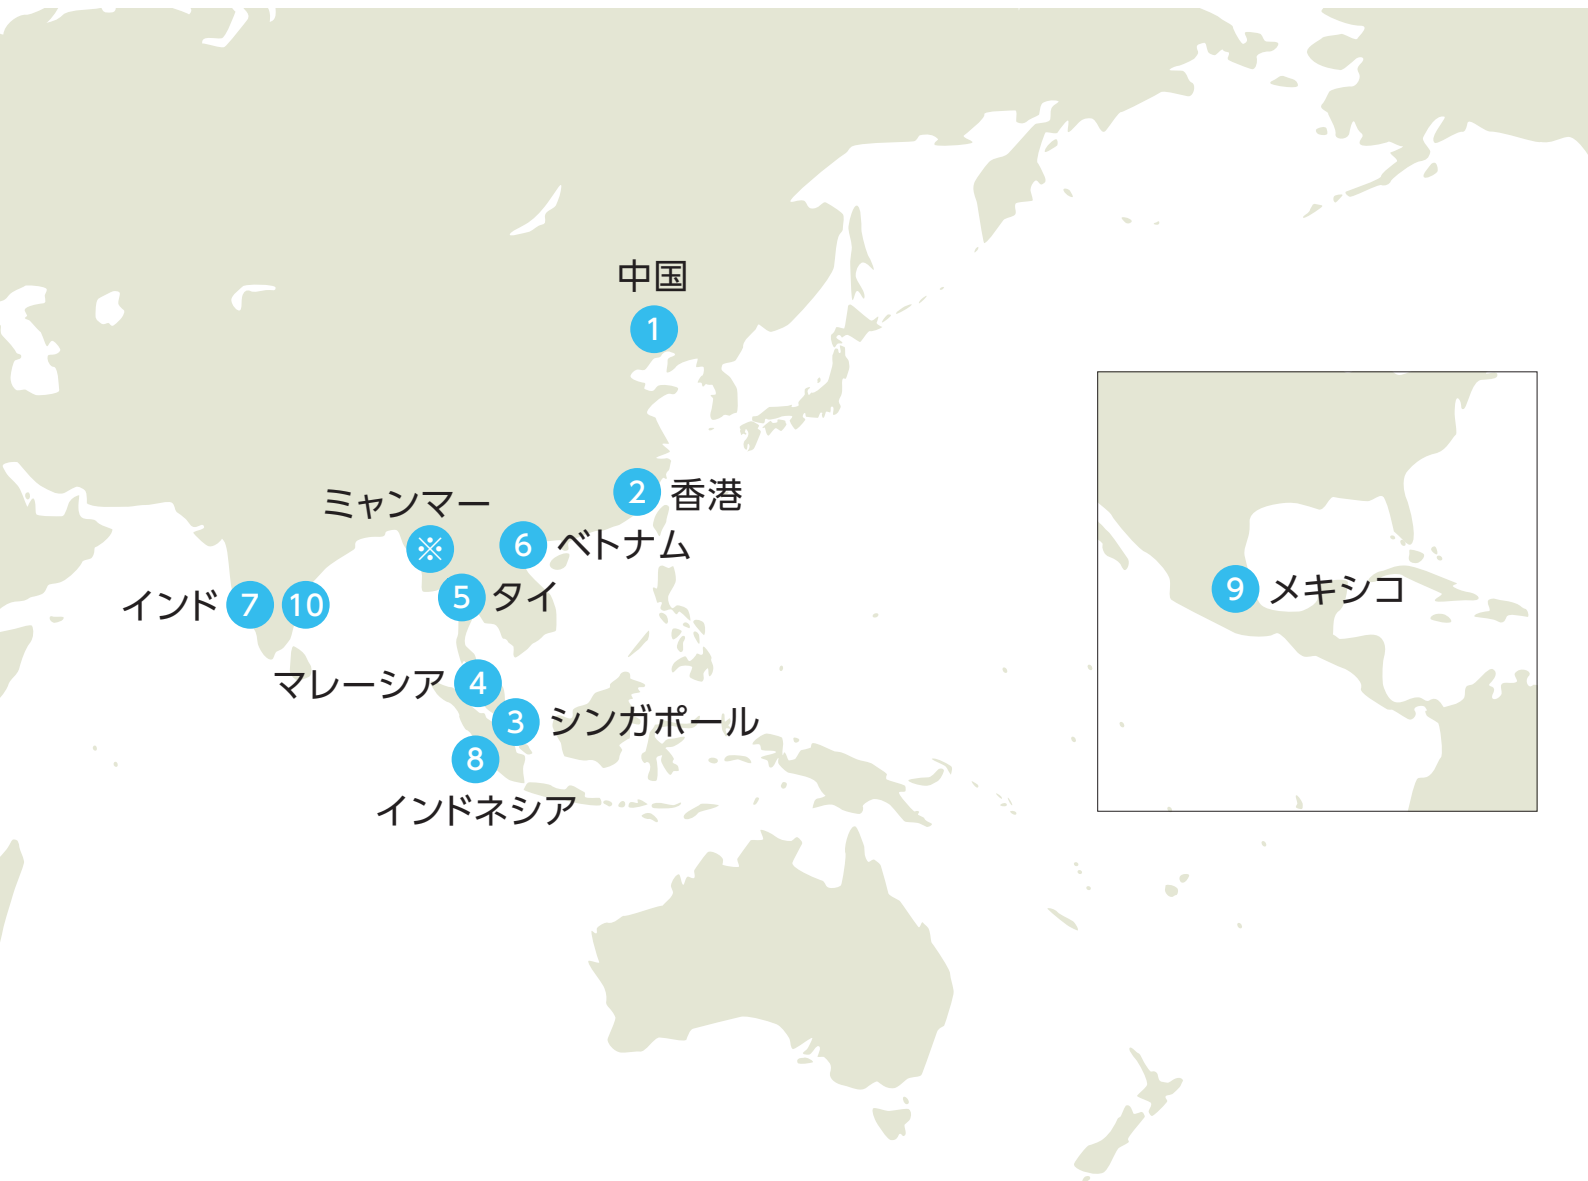 中国
1
2 香港
ミャンマー
※
6 ベトナム
インド 7 10
5 タイ
9 メキシコ
マレーシア 4
3 シンガポール
8
インドネシア